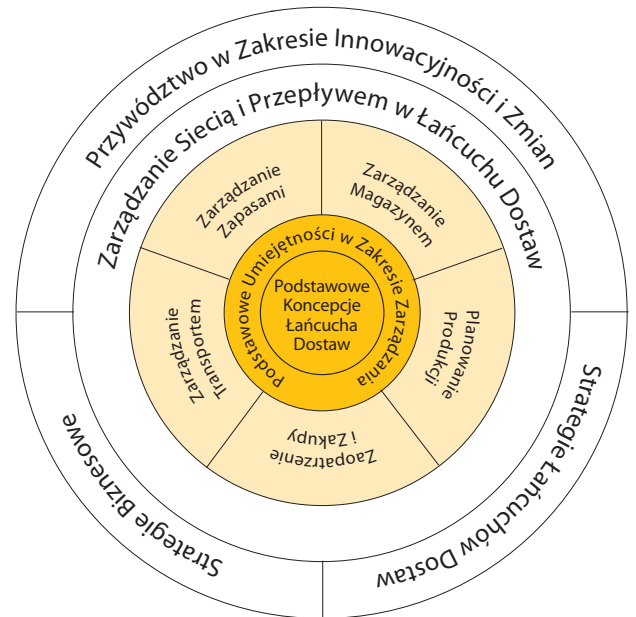 Przywództwo w Zakresie Innowacyjności i Zmian
Zarządzanie Siecią i Przepływem w Łańcuchu Dostaw
Zarządzanie
Zapasami
Zarządzanie
Magazynem
Podstawowe Umiejętności w Zakresie Zarządzania
Podstawowe
Koncepcje
Łańcucha
Dostaw
Zarządzanie
Transportem
Planowanie
Produkcji
Zaopatrzenie
i Zakupy
Strategie Biznesowe
Strategie Łańcuchów Dostaw